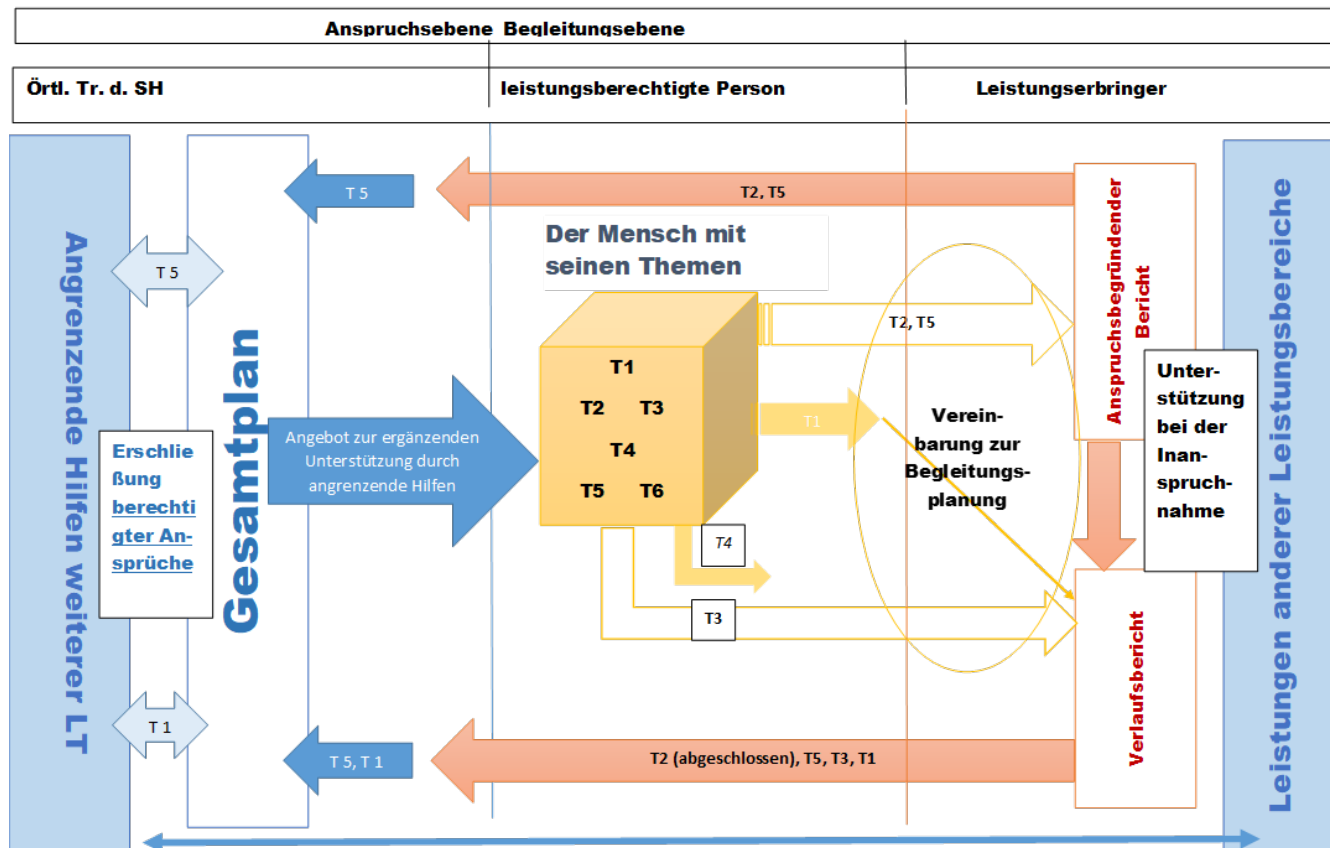 Anspruchsebene Begleitungsebene
Örtl. Tr. d. SH
leistungsberechtigte Person
Leistungserbringer
Angrenzende Hilfen weiterer LT
T 5
Erschlie
ßung
berechti
gter An-
sprüche
T 1
Gesamtplan
T 5
Angebot zur ergänzenden
Unterstützung durch
angrenzende Hilfen
T 5, T 1
T2, T5
Der Mensch mit
seinen Themen
T1
T2 T3
T4
T5 T6
T2, T5
T1
T4
T3
Verein-
barung zur
Begleitungs-
planung
T2 (abgeschlossen), T5, T3, T1
Anspruchsbegründender
Bericht
Verlaufsbericht
Unter-
stützung
bei der
Inan-
spruch-
nahme
Leistungen anderer Leistungsbereiche